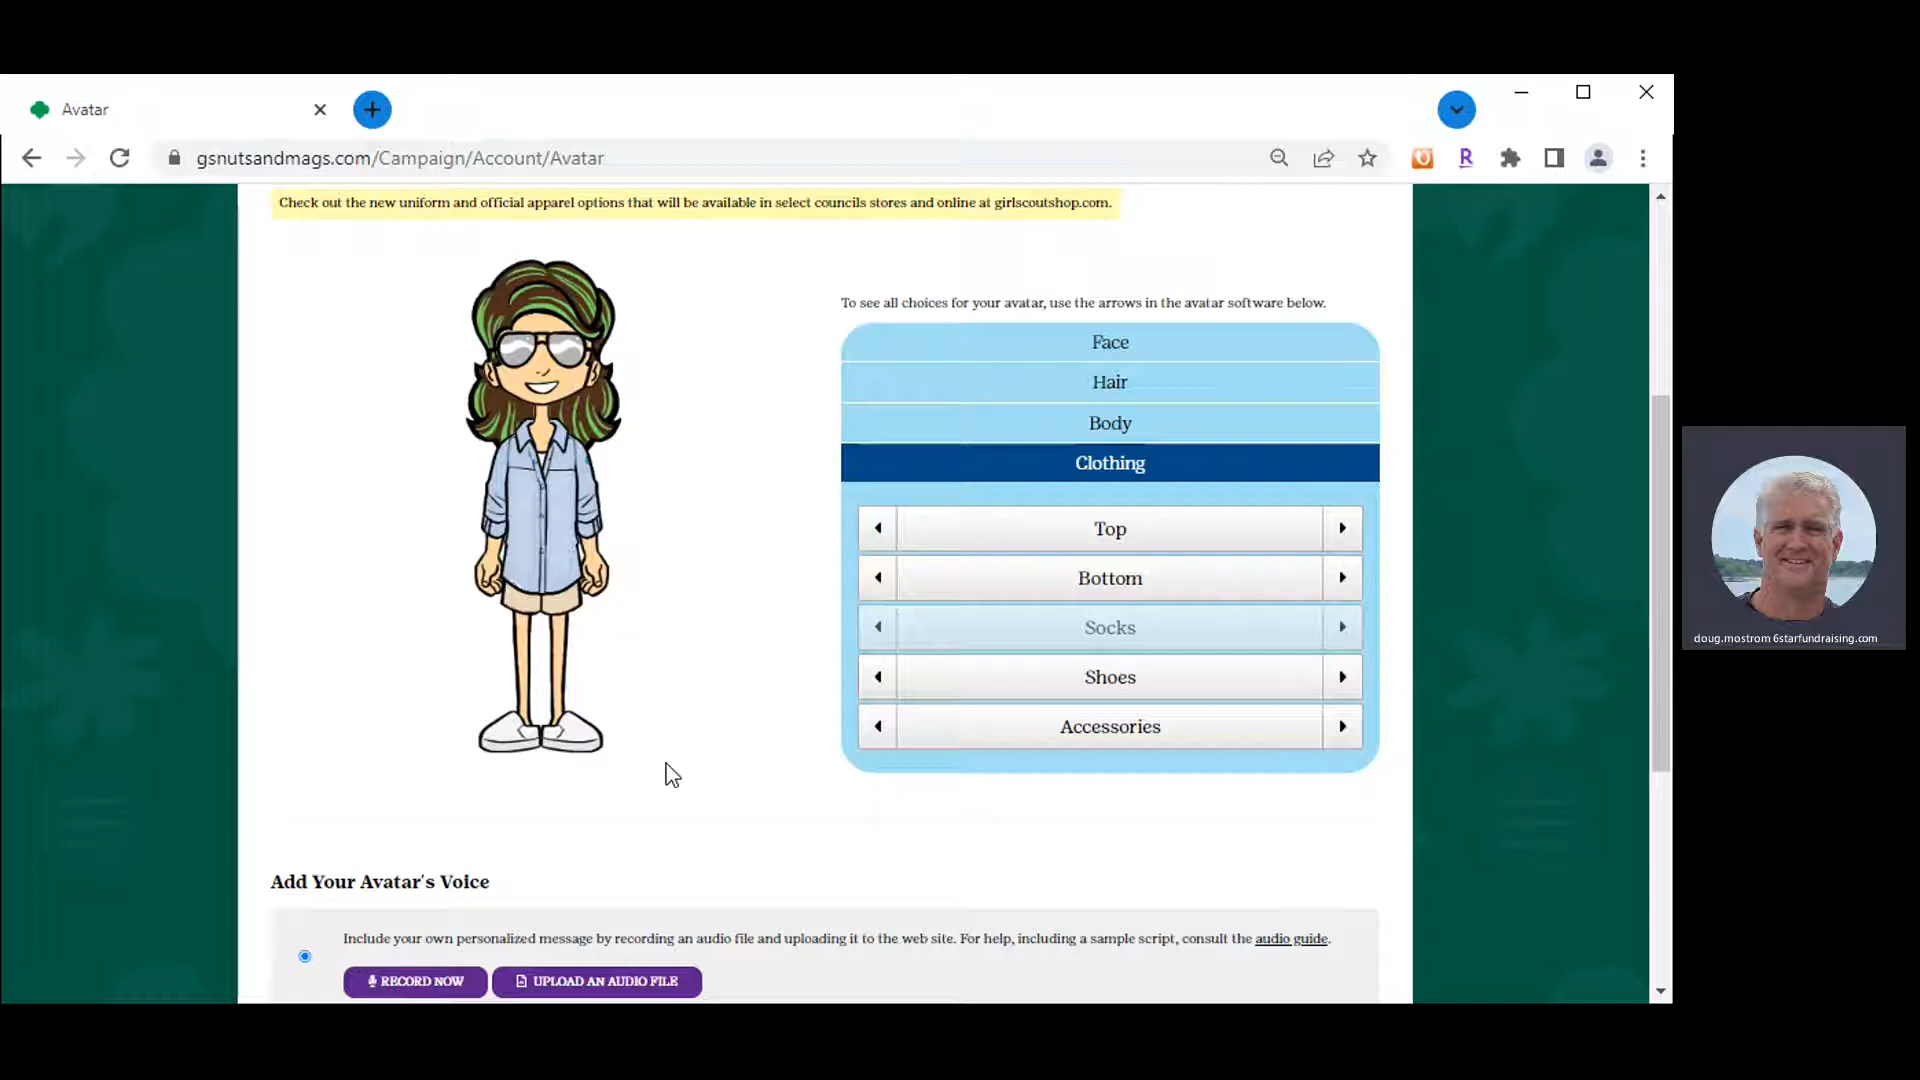 Avatar
gsnutsandmags.com/Campaign/Account/Avatar
Check out the new uniform and official apparel options that will be available in select councils stores and online at girlscoutshop.com.
To see all choices for your avatar, use the arrows in the avatar software below.
Face
Hair
Body
Clothing
Top
Bottom
Socks
Shoes
Accessories
doug.mostrom 6starfundraising.com
Add Your Avatar's Voice
Include your own personalized message by recording an audio file and uploading it to the web site. For help, including a sample script, consult the audio guide.
RECORD NOW UPLOAD AN AUDIO FILE